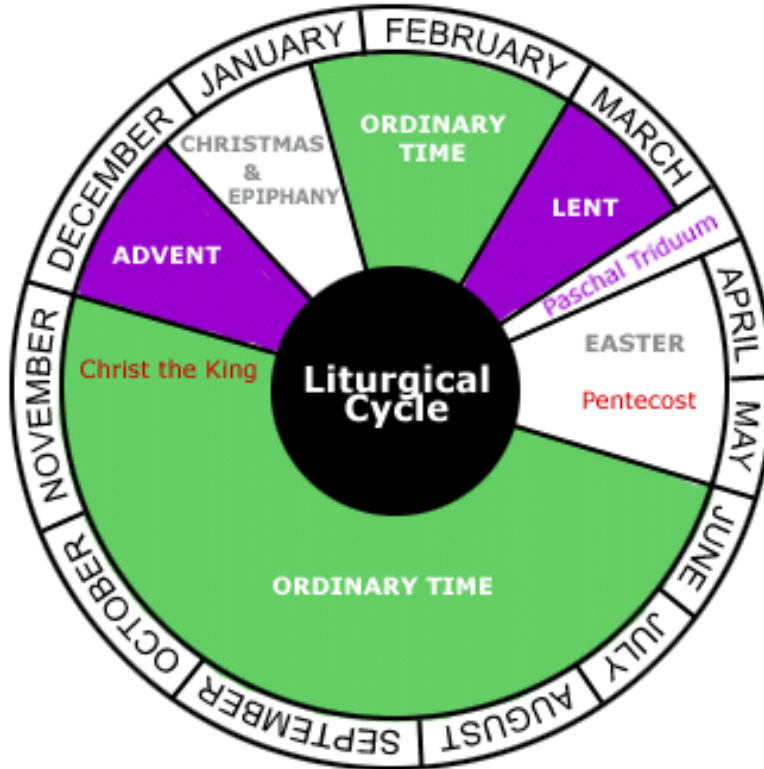 JANUARY
FEBRUARY
MARCH
APRIL
MAY
JUNE
JULY
AUGUST
SEPTEMBER
OCTOBER
NOVEMBER
DECEMBER
CHRISTMAS
&
EPIPHANY
ORDINARY
TIME
LENT
Paschal Triduum
EASTER
Pentecost
ORDINARY TIME
Christ the King
ADVENT
Liturgical
Cycle